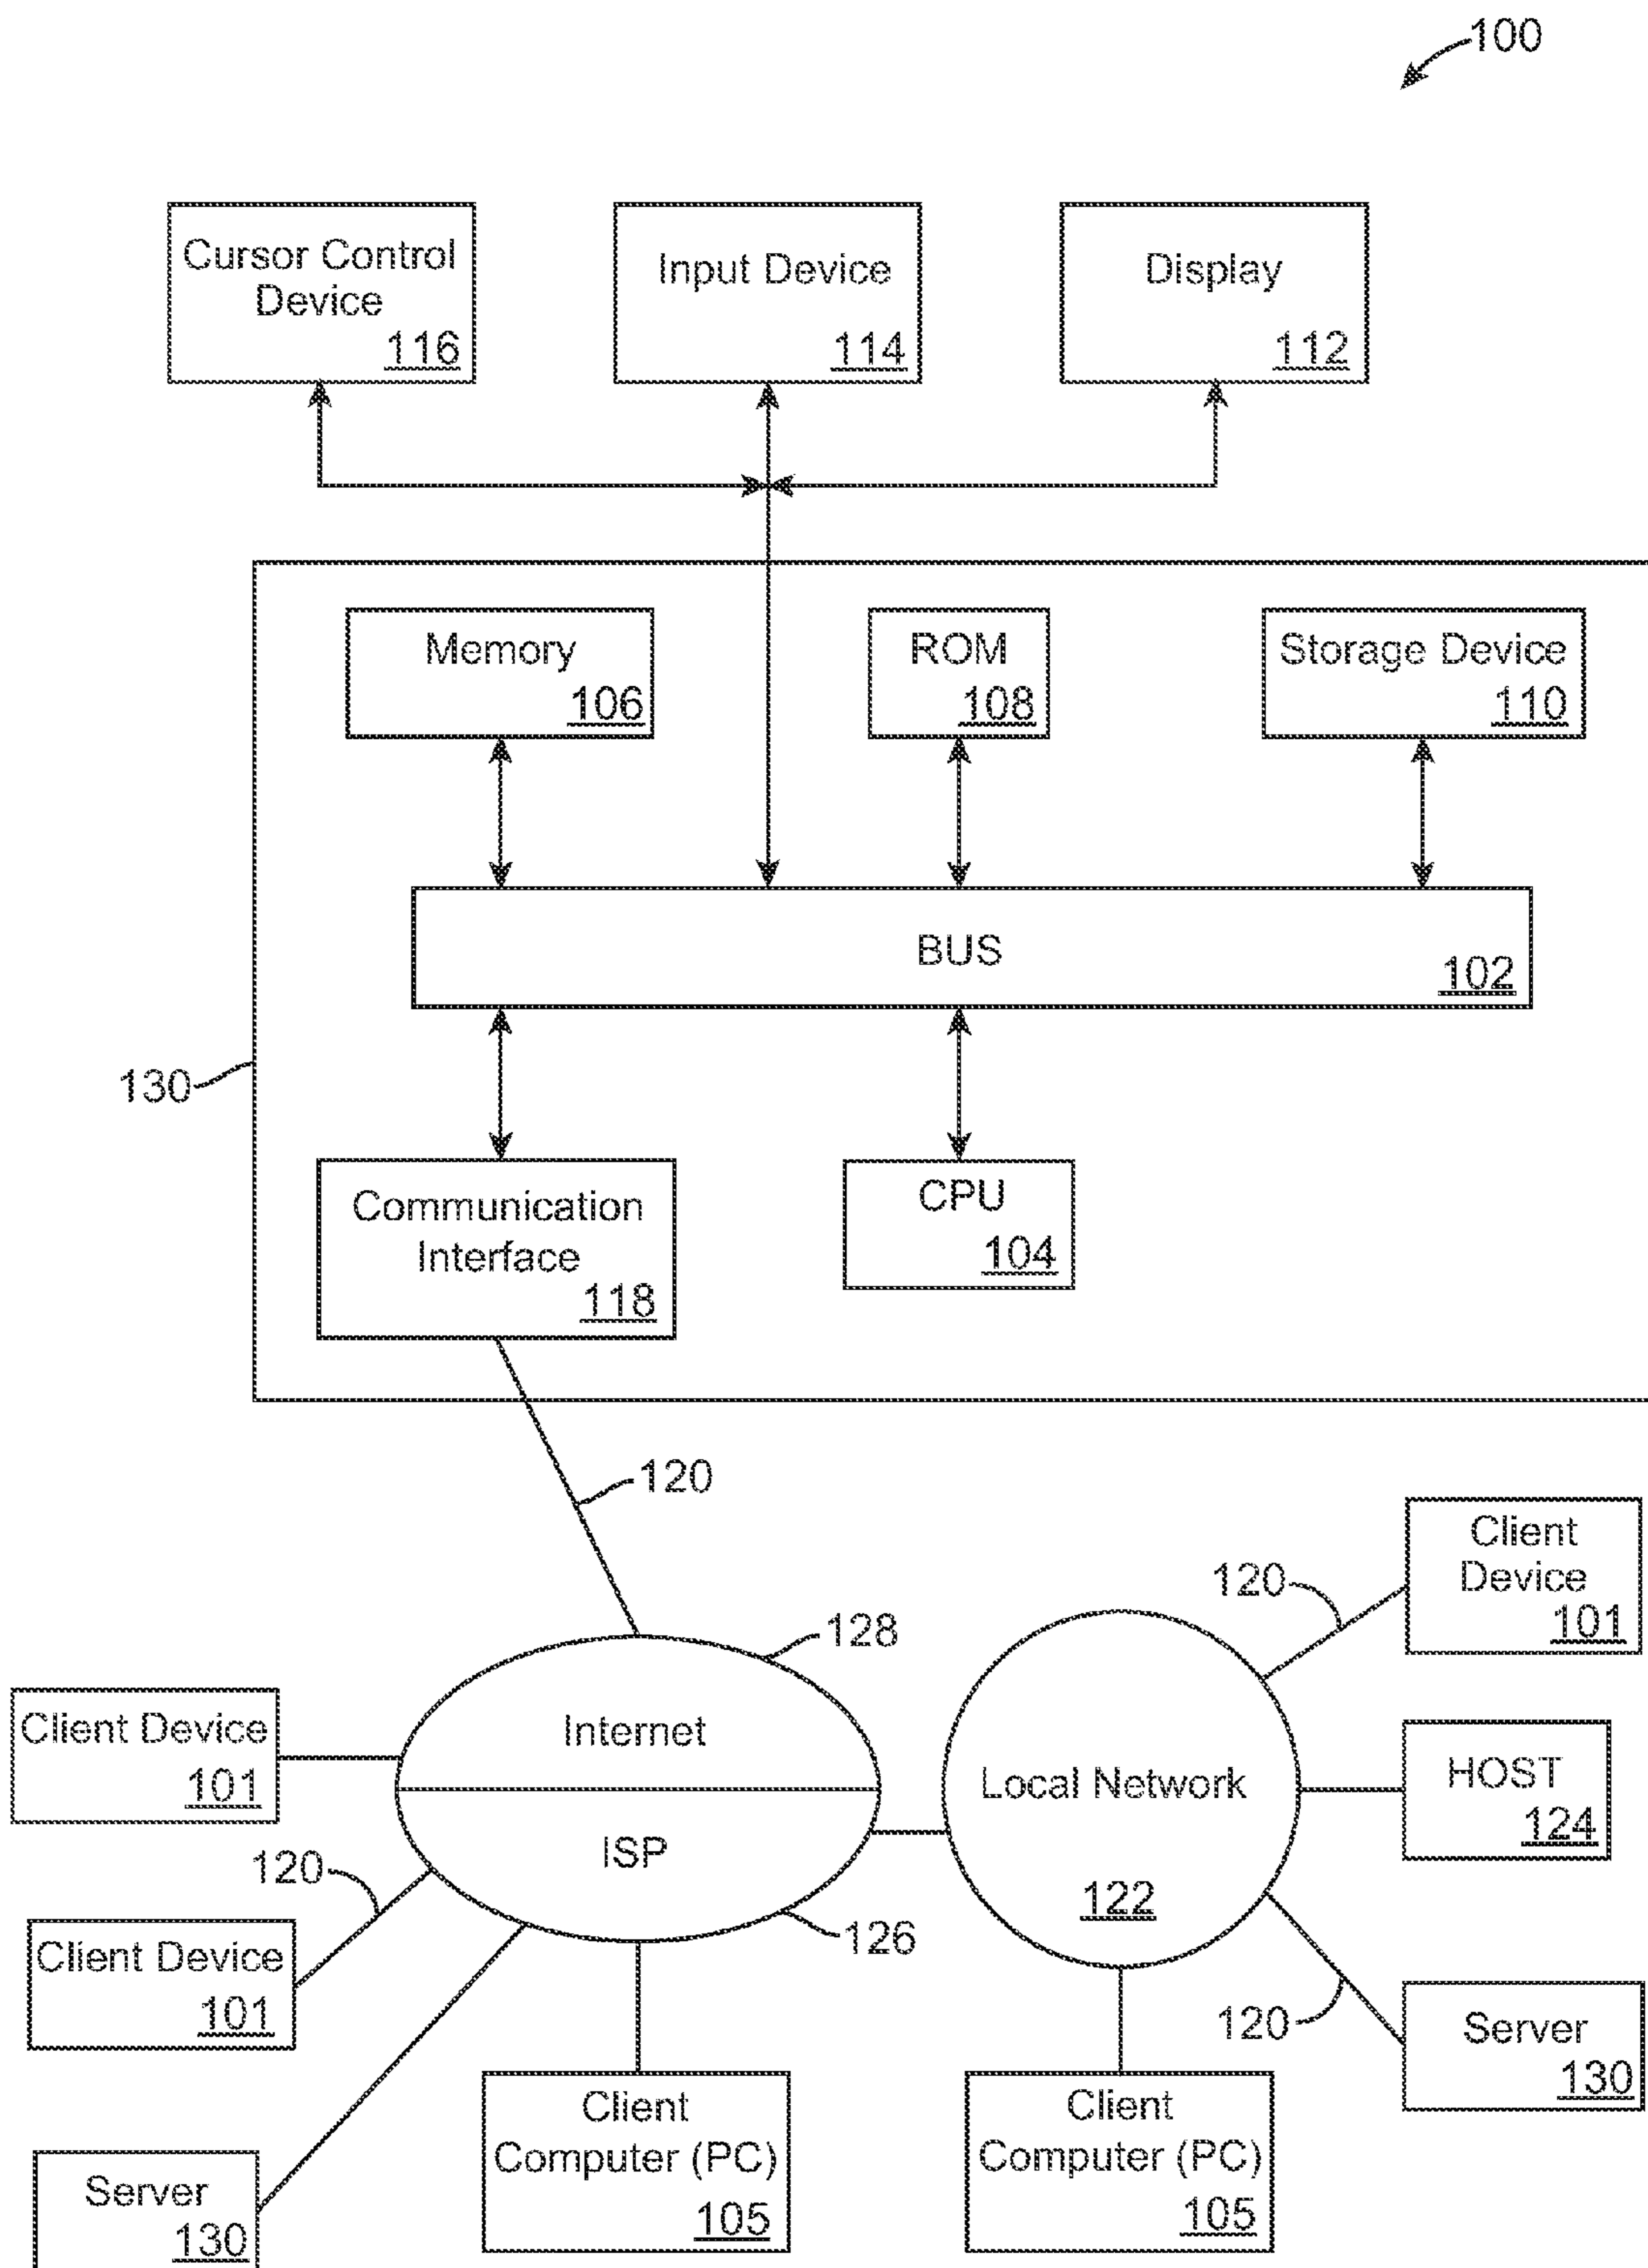 100
Cursor Control
Device
116
Input Device
114
Display
112
Memory
106
ROM
108
Storage Device
110
BUS
102
130
Communication
Interface
118
CPU
104
120
Client
Device
101
120
128
Internet
Client Device
101
Local Network
122
HOST
124
ISP
120
126
Client Device
101
120
Server
130
Client
Computer (PC)
105
Client
Computer (PC)
105
Server
130